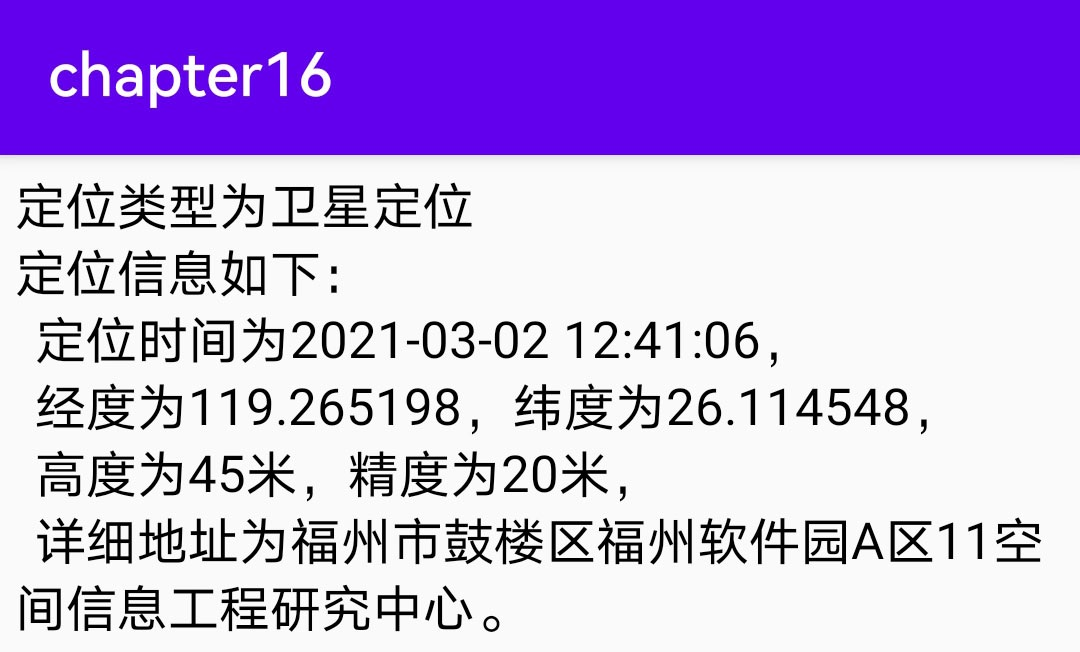 chapter16
定位类型为卫星定位
定位信息如下：
定位时间为2021-03-02 12:41:06，
经度为119.265198，纬度为26.114548，
高度为45米，精度为20米，
详细地址为福州市鼓楼区福州软件园A区11空
间信息工程研究中心。